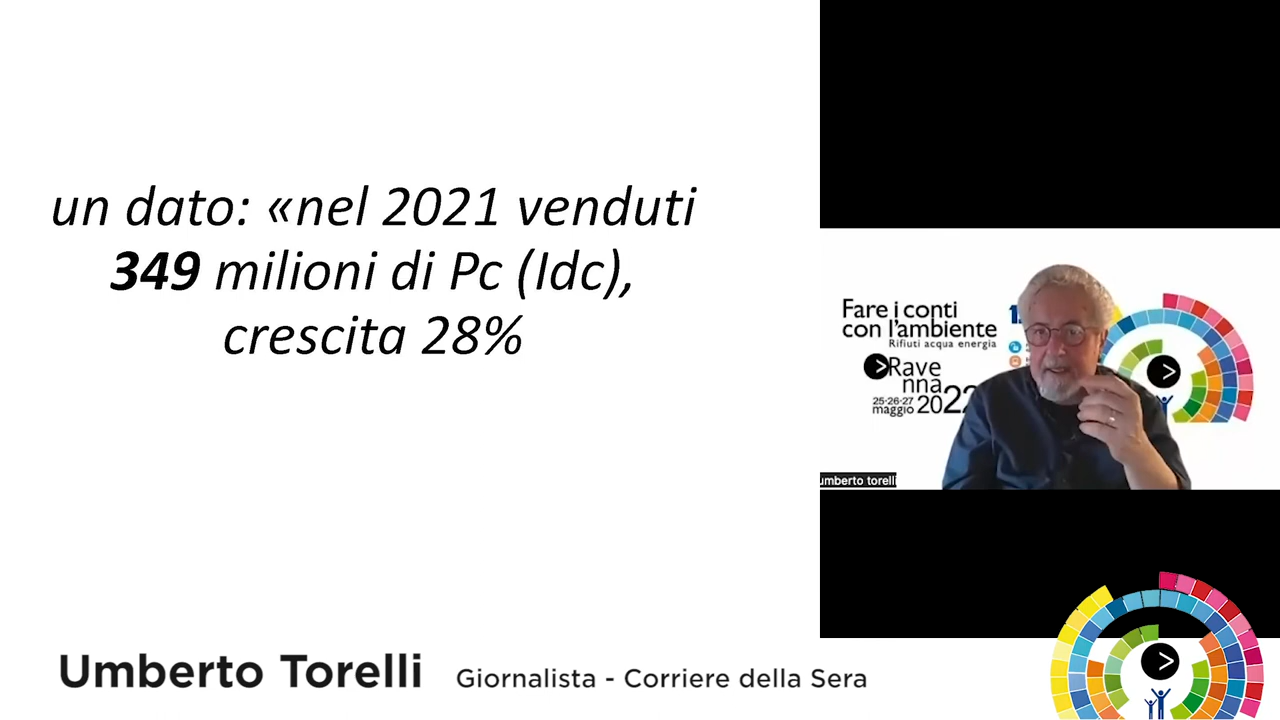 un dato: «nel 2021 venduti
349 milioni di Pc (Idc),
crescita 28%
Fare i conti
con l'ambiente
Rifiuti acqua energia
Rave
nna
25·26·27
maggio 2022
umberto torelli
Umberto Torelli Giornalista - Corriere della Sera